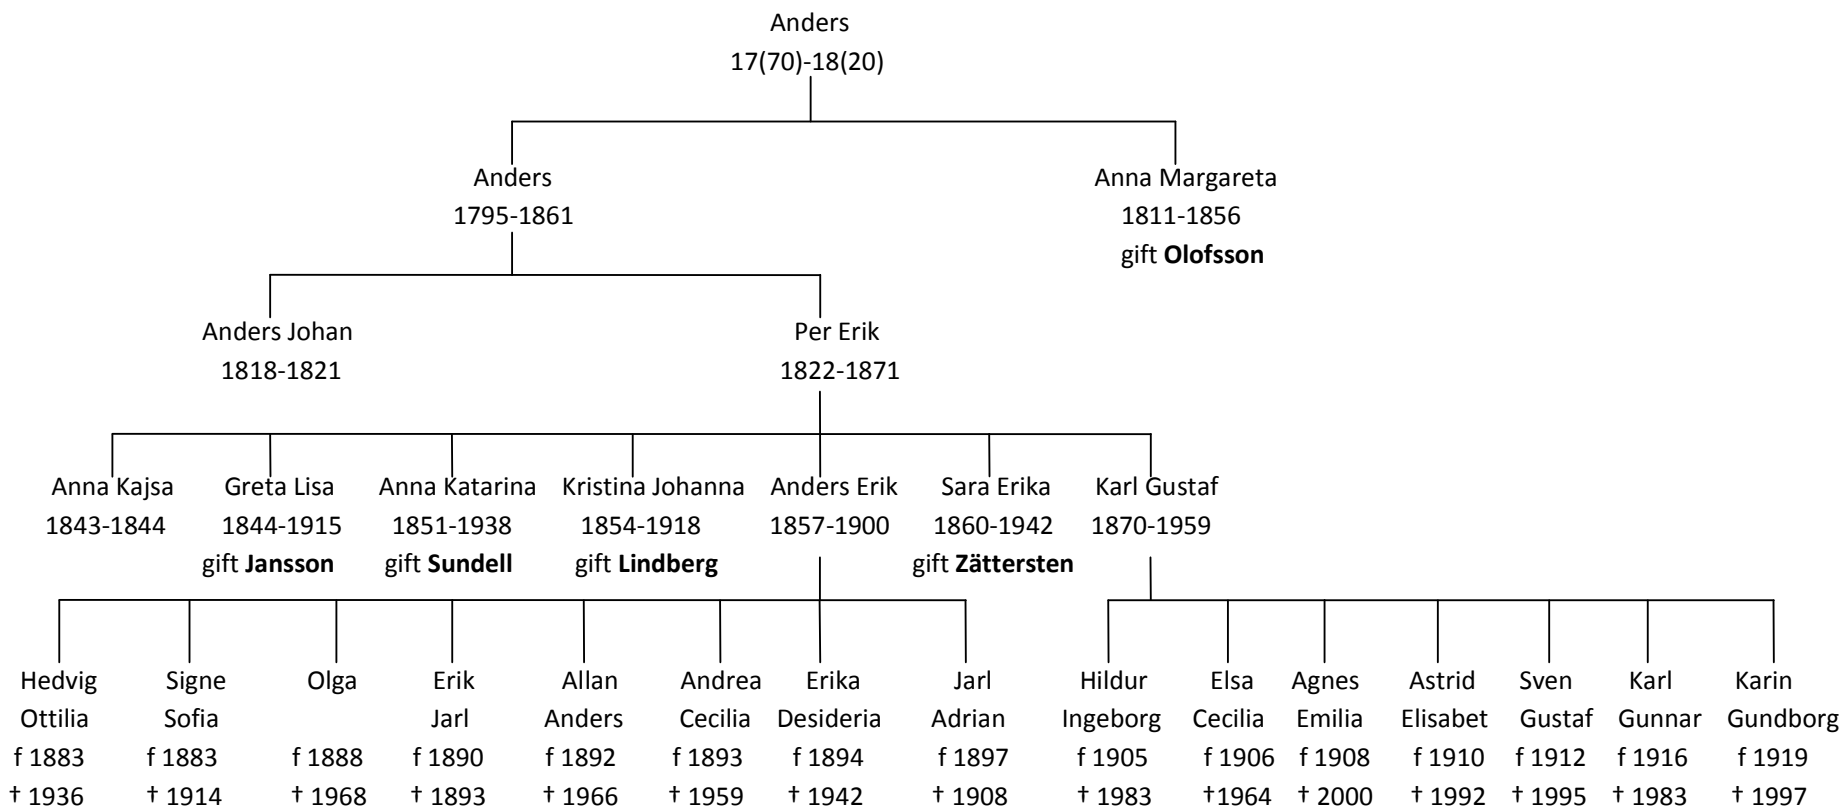 Anders
17(70)-18(20)
Anders Anna Margareta
1795-1861 1811-1856
gift Olofsson
Anders Johan Per Erik
1818-1821 1822-1871
Anna Kajsa Greta Lisa Anna Katarina Kristina Johanna Anders Erik Sara Erika Karl Gustaf
1843-1844 1844-1915 1851-1938 1854-1918 1857-1900 1860-1942 1870-1959
gift Jansson gift Sundell gift Lindberg gift Zättersten
Hedvig Signe Olga Erik Allan Andrea Erika Jarl Hildur Elsa Agnes Astrid Sven Karl Karin
Ottilia Sofia Jarl Anders Cecilia Desideria Adrian Ingeborg Cecilia Emilia Elisabet Gustaf Gunnar Gundborg
f 1883 f 1883 f 1888 f 1890 f 1892 f 1893 f 1894 f 1897 f 1905 f 1906 f 1908 f 1910 f 1912 f 1916 f 1919
† 1936 † 1914 † 1968 † 1893 † 1966 † 1959 † 1942 † 1908 † 1983 †1964 † 2000 † 1992 † 1995 † 1983 † 1997